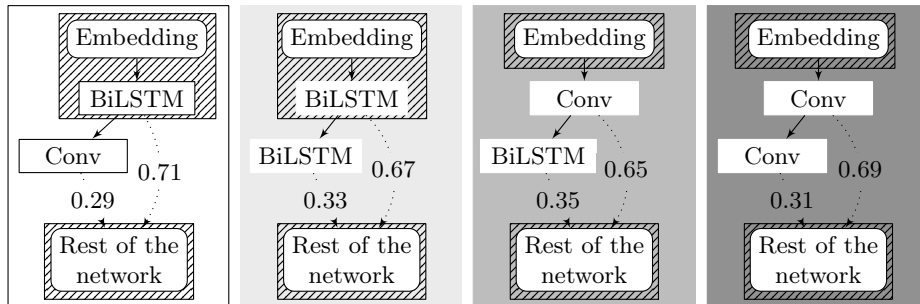 Embedding
BiLSTM
Conv
0.71
0.29
Rest of the
network
Embedding
BiLSTM
BiLSTM
0.67
0.33
Rest of the
network
Embedding
Conv
BiLSTM
0.65
0.35
Rest of the
network
Embedding
Conv
Conv
0.69
0.31
Rest of the
network